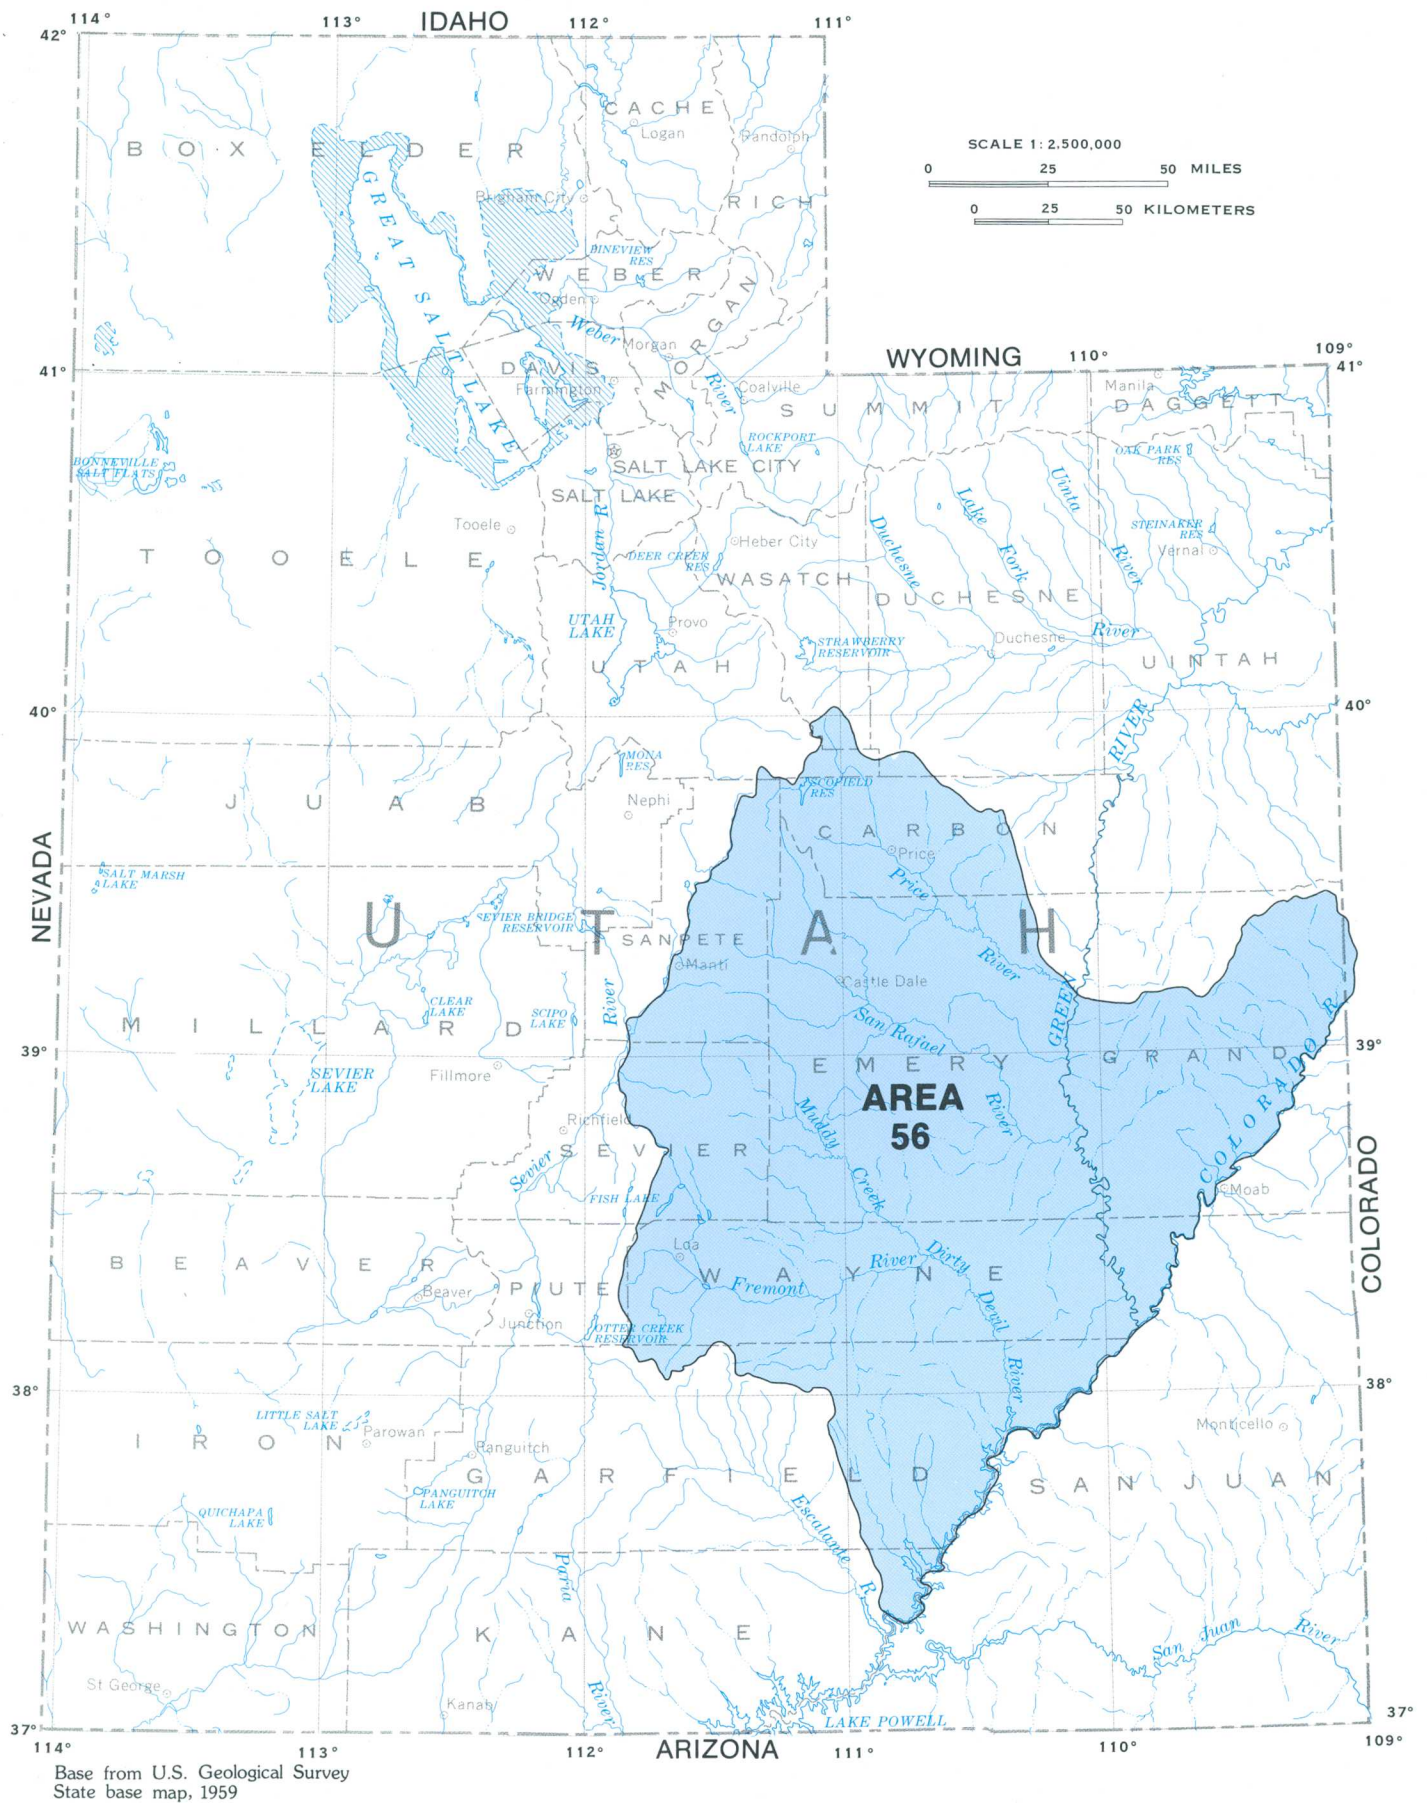 114° 113° IDAHO 112° 111°
42°
CACHE
Logan
Randolph
BOX ELDER
GREAT SALT LAKE
Brigham City
RICH
SCALE 1:2,500,000
0 25 50 MILES
0 25 50 KILOMETERS
PINEVIEW
RES
WEBER
Ogden
Weber
River
Morgan
MORGAN
DAVIS
Farmington
Coalville
WYOMING
110°
109°
41°
41°
Manila
DAGGETT
SUMMIT
ROCKPORT
LAKE
OAK PARK
RES
BONNEVILLE
SALT FLATS
SALT LAKE CITY
SALT LAKE
Tooele
TOOELE
Jordan R
Heber City
DEER CREEK
RES
WASATCH
Duchesne
River
Lake
Fork
Uinta
River
STEINAKER
RES
Vernal
DUCHESNE
UTAH
LAKE
Provo
UTAH
STRAWBERRY
RESERVOIR
Duchesne
UINTAH
40°
40°
GREEN
RIVER
MONA
RES
JUAB
Nephi
SCOFIELD
RES
CARBON
Price
Price
River
NEVADA
SALT MARSH
LAKE
UTAH
SEVIER BRIDGE
RESERVOIR
SANPETE
Manti
Castle Dale
CLEAR
LAKE
SCIPO
LAKE
River
MILLARD
San Rafael
River
39°
39°
EMERY
GRAND
COLORADO R
SEVIER
LAKE
Fillmore
AREA
56
Richfield
Muddy
Creek
Sevier
SEVIER
FISH LAKE
Moab
COLORADO
Loa
BEAVER
Beaver
PIUTE
Junction
WAYNE
Fremont
River
Dirty
Devil
River
OTTER CREEK
RESERVOIR
38°
38°
LITTLE SALT
LAKE
Parowan
IRON
Panguitch
PANGUITCH
LAKE
GARFIELD
Monticello
SAN JUAN
QUICHAPA
LAKE
Escalante
R
Paria
River
WASHINGTON
KANE
San Juan
River
St George
Kanab
LAKE POWELL
37°
37°
114° 113° 112° ARIZONA 111° 110° 109°
Base from U.S. Geological Survey
State base map, 1959